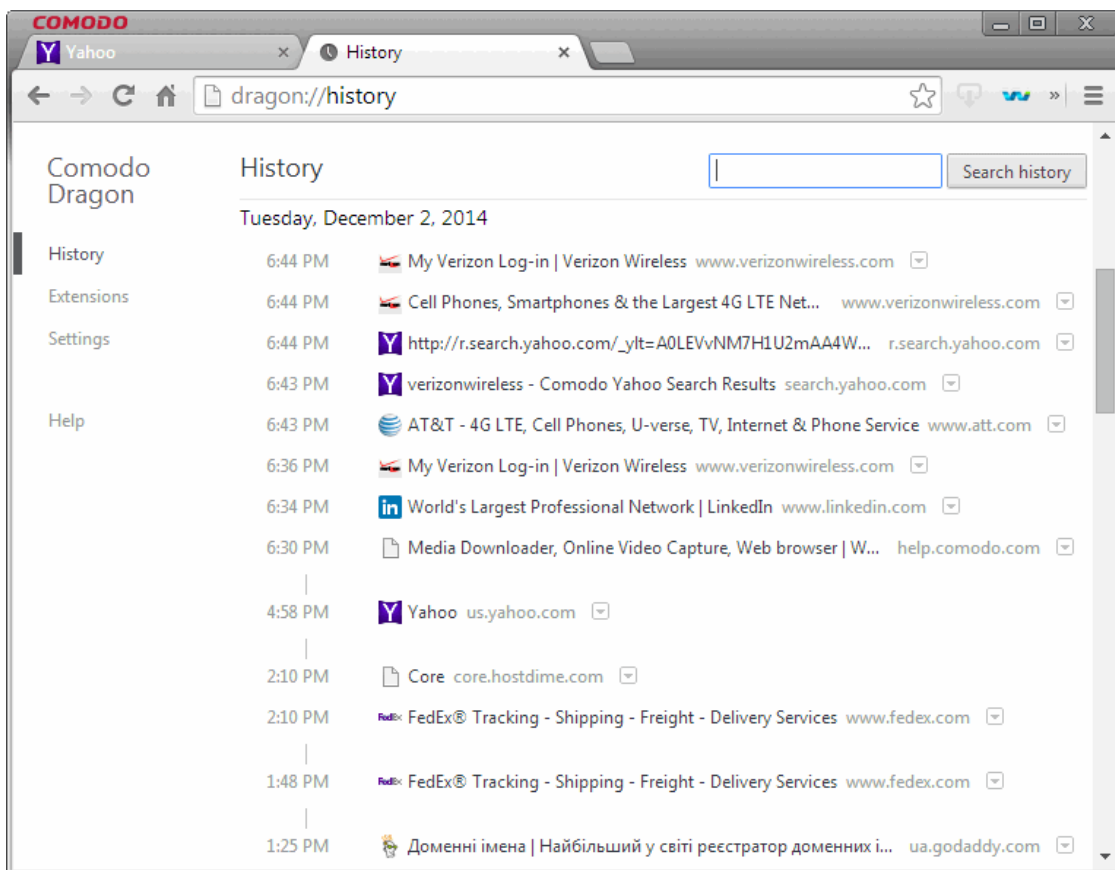 COMODO
Yahoo
History
dragon://history
Comodo Dragon
History
Search history
Tuesday, December 2, 2014
History
Extensions
Settings
Help
6:44 PM My Verizon Log-in | Verizon Wireless www.verizonwireless.com
6:44 PM Cell Phones, Smartphones & the Largest 4G LTE Net... www.verizonwireless.com
6:44 PM http://r.search.yahoo.com/_ylt=A0LEVvNM7H1U2mAA4W... r.search.yahoo.com
6:43 PM verizonwireless - Comodo Yahoo Search Results search.yahoo.com
6:43 PM AT&T - 4G LTE, Cell Phones, U-verse, TV, Internet & Phone Service www.att.com
6:36 PM My Verizon Log-in | Verizon Wireless www.verizonwireless.com
6:34 PM World's Largest Professional Network | LinkedIn www.linkedin.com
6:30 PM Media Downloader, Online Video Capture, Web browser | W... help.comodo.com
4:58 PM Yahoo us.yahoo.com
2:10 PM Core core.hostdime.com
2:10 PM FedEx® Tracking - Shipping - Freight - Delivery Services www.fedex.com
1:48 PM FedEx® Tracking - Shipping - Freight - Delivery Services www.fedex.com
1:25 PM Доменні імена | Найбільший у світі реєстратор доменних і... ua.godaddy.com